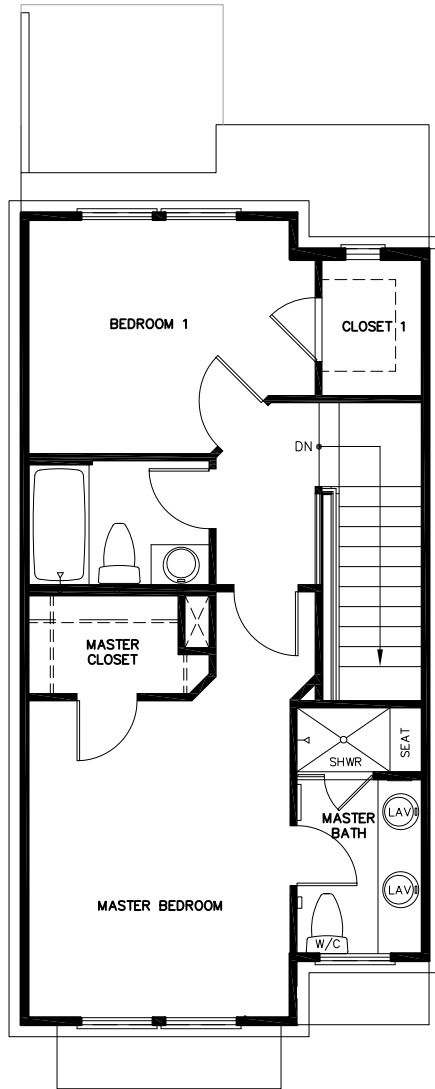 BEDROOM 1
CLOSET 1
DN
MASTER
CLOSET
SEAT
SHWR
MASTER
BATH
LAV
LAV
MASTER BEDROOM
W/C